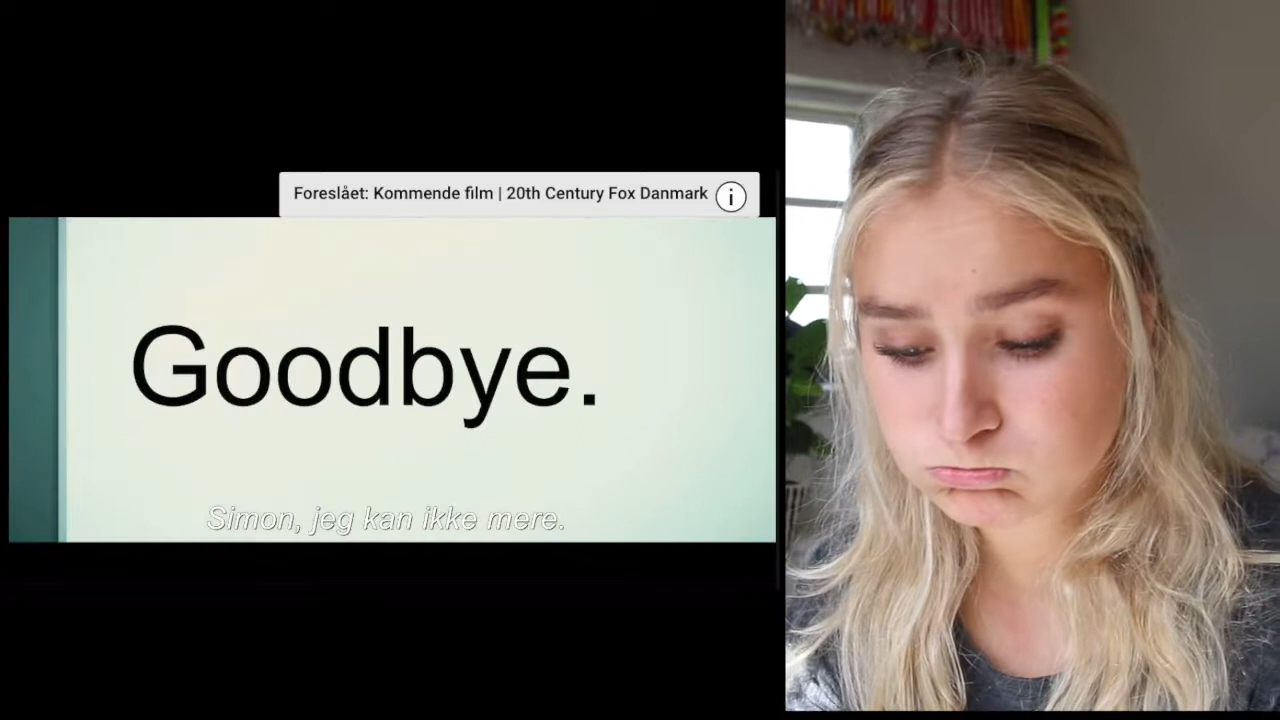 Foreslået: Kommende film | 20th Century Fox Danmark
Goodbye.
Simon, jeg kan ikke mere.